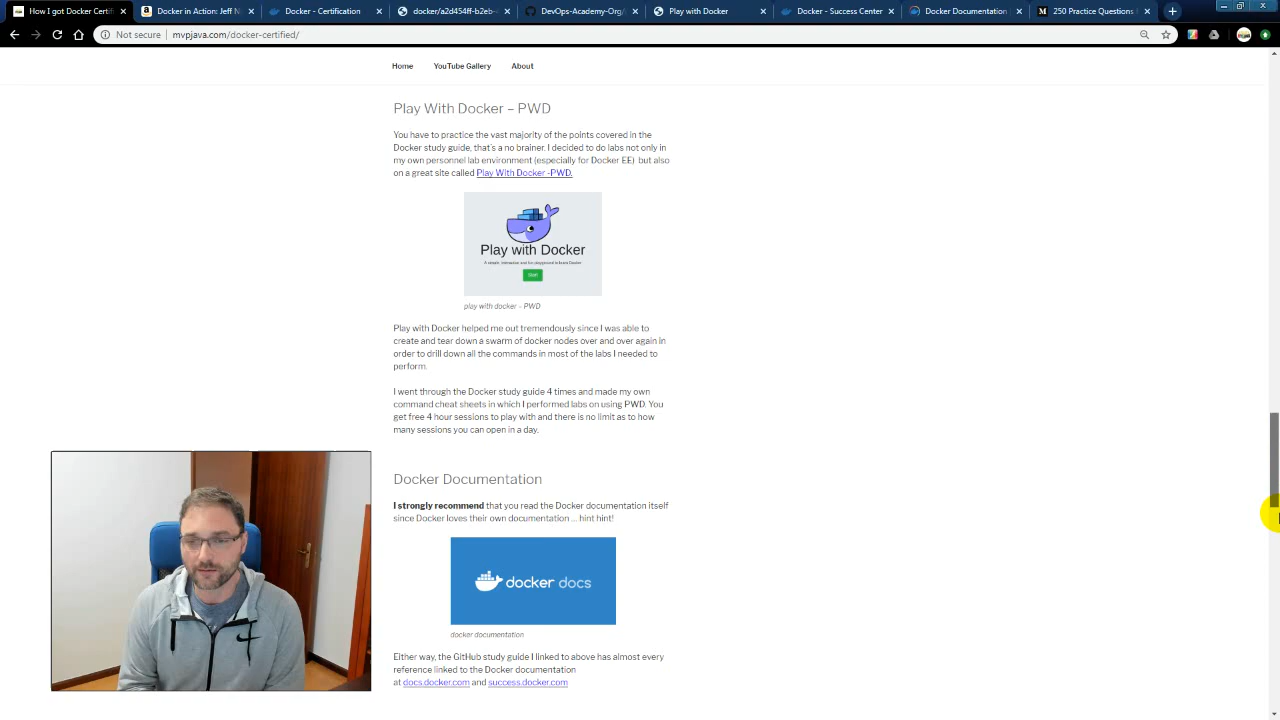 How I got Docker Certifi
Docker in Action: Jeff N
Docker - Certification
docker/a2d454ff-b2eb-
DevOps-Academy-Org/
Play with Docker
Docker - Success Center
Docker Documentation
250 Practice Questions f
Not secure
mvpjava.com/docker-certified/
Home YouTube Gallery About
Play With Docker – PWD
You have to practice the vast majority of the points covered in the
Docker study guide, that's a no brainer. I decided to do labs not only in
my own personnel lab environment (especially for Docker EE) but also
on a great site called Play With Docker -PWD.
Play with Docker
A simple, interactive and fun playground to learn Docker
Start
play with docker – PWD
Play with Docker helped me out tremendously since I was able to
create and tear down a swarm of docker nodes over and over again in
order to drill down all the commands in most of the labs I needed to
perform.
I went through the Docker study guide 4 times and made my own
command cheat sheets in which I performed labs on using PWD. You
get free 4 hour sessions to play with and there is no limit as to how
many sessions you can open in a day.
Docker Documentation
I strongly recommend that you read the Docker documentation itself
since Docker loves their own documentation … hint hint!
docker docs
docker documentation
Either way, the GitHub study guide I linked to above has almost every
reference linked to the Docker documentation
at docs.docker.com and success.docker.com